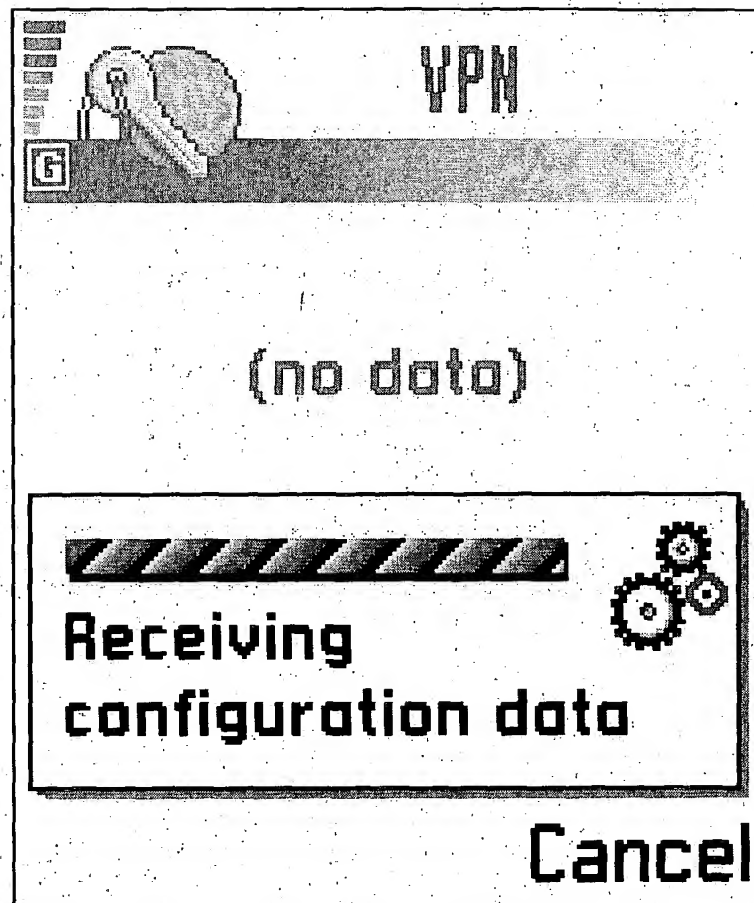 VPN
G
(no data)
Receiving
configuration data
Cancel